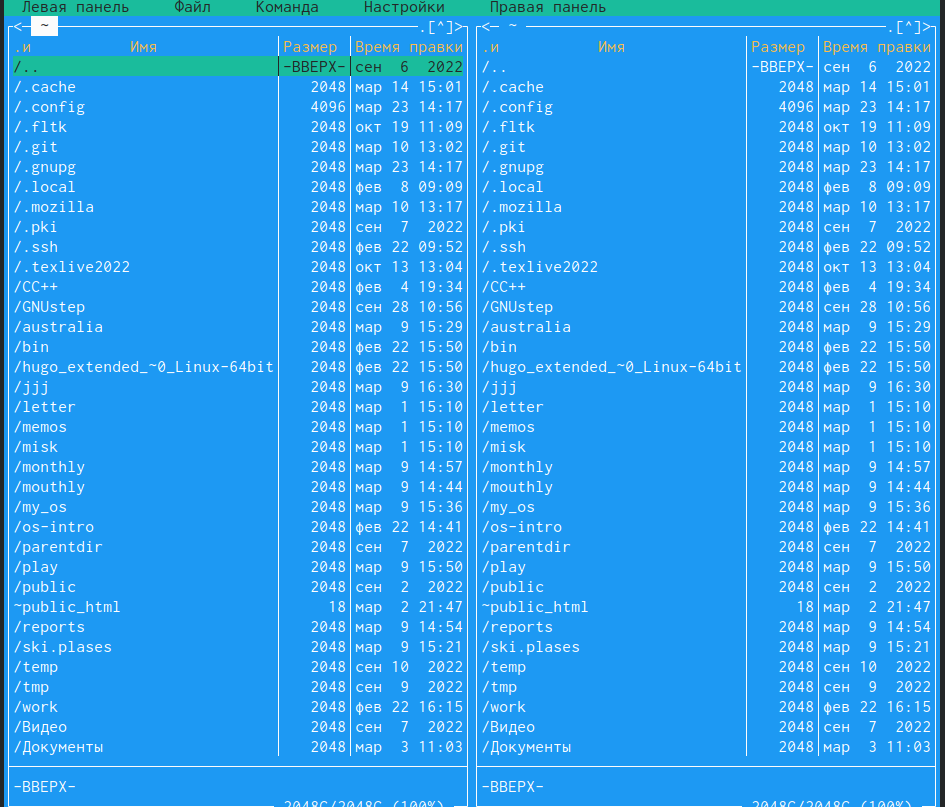 Левая панель Файл Команда Настройки Правая панель
<─ ~ .[^]> <─ ~ .[^]>
.и Имя Размер Время правки .и Имя Размер Время правки
/.. -ВВЕРХ- сен 6 2022 /.. -ВВЕРХ- сен 6 2022
/.cache 2048 мар 14 15:01 /.cache 2048 мар 14 15:01
/.config 4096 мар 23 14:17 /.config 4096 мар 23 14:17
/.fltk 2048 окт 19 11:09 /.fltk 2048 окт 19 11:09
/.git 2048 мар 10 13:02 /.git 2048 мар 10 13:02
/.gnupg 2048 мар 23 14:17 /.gnupg 2048 мар 23 14:17
/.local 2048 фев 8 09:09 /.local 2048 фев 8 09:09
/.mozilla 2048 мар 10 13:17 /.mozilla 2048 мар 10 13:17
/.pki 2048 сен 7 2022 /.pki 2048 сен 7 2022
/.ssh 2048 фев 22 09:52 /.ssh 2048 фев 22 09:52
/.texlive2022 2048 окт 13 13:04 /.texlive2022 2048 окт 13 13:04
/CC++ 2048 фев 4 19:34 /CC++ 2048 фев 4 19:34
/GNUstep 2048 сен 28 10:56 /GNUstep 2048 сен 28 10:56
/australia 2048 мар 9 15:29 /australia 2048 мар 9 15:29
/bin 2048 фев 22 15:50 /bin 2048 фев 22 15:50
/hugo_extended_~0_Linux-64bit 2048 фев 22 15:50 /hugo_extended_~0_Linux-64bit 2048 фев 22 15:50
/jjj 2048 мар 9 16:30 /jjj 2048 мар 9 16:30
/letter 2048 мар 1 15:10 /letter 2048 мар 1 15:10
/memos 2048 мар 1 15:10 /memos 2048 мар 1 15:10
/misk 2048 мар 1 15:10 /misk 2048 мар 1 15:10
/monthly 2048 мар 9 14:57 /monthly 2048 мар 9 14:57
/mouthly 2048 мар 9 14:44 /mouthly 2048 мар 9 14:44
/my_os 2048 мар 9 15:36 /my_os 2048 мар 9 15:36
/os-intro 2048 фев 22 14:41 /os-intro 2048 фев 22 14:41
/parentdir 2048 сен 7 2022 /parentdir 2048 сен 7 2022
/play 2048 мар 9 15:50 /play 2048 мар 9 15:50
/public 2048 сен 2 2022 /public 2048 сен 2 2022
~public_html 18 мар 2 21:47 ~public_html 18 мар 2 21:47
/reports 2048 мар 9 14:54 /reports 2048 мар 9 14:54
/ski.plases 2048 мар 9 15:21 /ski.plases 2048 мар 9 15:21
/temp 2048 сен 10 2022 /temp 2048 сен 10 2022
/tmp 2048 сен 9 2022 /tmp 2048 сен 9 2022
/work 2048 фев 22 16:15 /work 2048 фев 22 16:15
/Видео 2048 сен 7 2022 /Видео 2048 сен 7 2022
/Документы 2048 мар 3 11:03 /Документы 2048 мар 3 11:03
-ВВЕРХ- -ВВЕРХ-
2048G/2048G (100%) 2048G/2048G (100%)